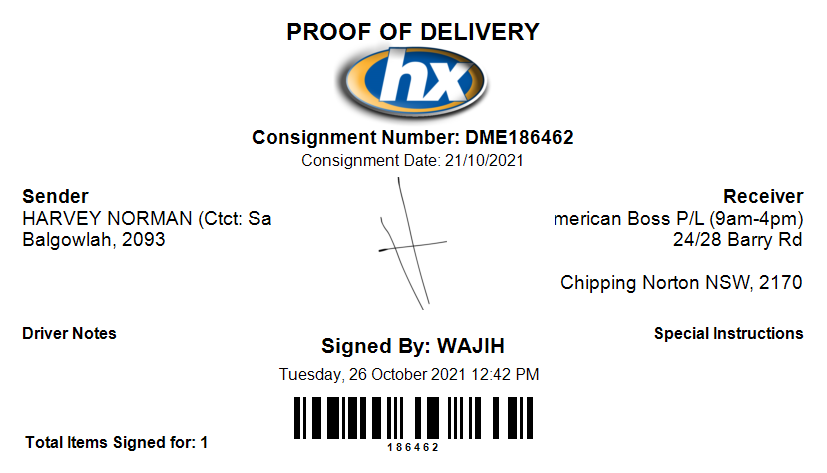 PROOF OF DELIVERY
hx
Consignment Number: DME186462
Consignment Date: 21/10/2021
Sender
HARVEY NORMAN (Ctct: Sa
Balgowlah, 2093
Receiver
merican Boss P/L (9am-4pm)
24/28 Barry Rd
Chipping Norton NSW, 2170
Driver Notes
Special Instructions
Signed By: WAJIH
Tuesday, 26 October 2021 12:42 PM
186462
Total Items Signed for: 1